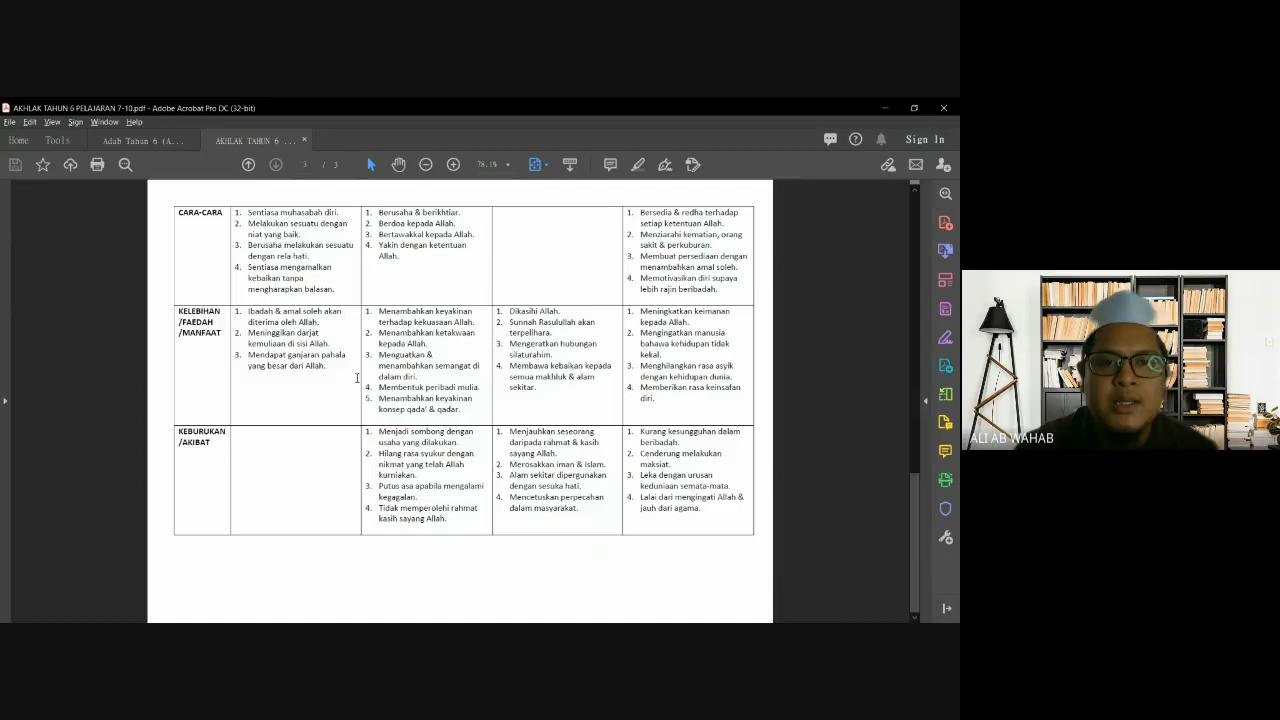 AKHLAK TAHUN 6 PELAJARAN 7-10.pdf - Adobe Acrobat Pro DC (32-bit)
File Edit View Sign Window Help
Home Tools Adab Tahun 6 (A... AKHLAK TAHUN 6 ... × Sign In
3 / 3 78.1%
CARA-CARA
1. Sentiasa muhasabah diri.
2. Melakukan sesuatu dengan
niat yang baik.
3. Berusaha melakukan sesuatu
dengan rela hati.
4. Sentiasa mengamalkan
kebaikan tanpa
mengharapkan balasan.
1. Berusaha & berikhtiar.
2. Berdoa kepada Allah.
3. Bertawakkal kepada Allah.
4. Yakin dengan ketentuan
Allah.
1. Bersedia & redha terhadap
setiap ketentuan Allah.
2. Menziarahi kematian, orang
sakit & perkuburan.
3. Membuat persediaan dengan
menambahkan amal soleh.
4. Memotivasikan diri supaya
lebih rajin beribadah.
KELEBIHAN
/FAEDAH
/MANFAAT
1. Ibadah & amal soleh akan
diterima oleh Allah.
2. Meninggikan darjat
kemuliaan di sisi Allah.
3. Mendapat ganjaran pahala
yang besar dari Allah.
1. Menambahkan keyakinan
terhadap kekuasaan Allah.
2. Menambahkan ketakwaan
kepada Allah.
3. Menguatkan &
menambahkan semangat di
dalam diri.
4. Membentuk peribadi mulia.
5. Menambahkan keyakinan
konsep qada' & qadar.
1. Dikasihi Allah.
2. Sunnah Rasulullah akan
terpelihara.
3. Mengeratkan hubungan
silaturahim.
4. Membawa kebaikan kepada
semua makhluk & alam
sekitar.
1. Meningkatkan keimanan
kepada Allah.
2. Mengingatkan manusia
bahawa kehidupan tidak
kekal.
3. Menghilangkan rasa asyik
dengan kehidupan dunia.
4. Memberikan rasa keinsafan
diri.
KEBURUKAN
/AKIBAT
1. Menjadi sombong dengan
usaha yang dilakukan.
2. Hilang rasa syukur dengan
nikmat yang telah Allah
kurniakan.
3. Putus asa apabila mengalami
kegagalan.
4. Tidak memperolehi rahmat
kasih sayang Allah.
1. Menjauhkan seseorang
daripada rahmat & kasih
sayang Allah.
2. Merosakkan iman & Islam.
3. Alam sekitar dipergunakan
dengan sesuka hati.
4. Mencetuskan perpecahan
dalam masyarakat.
1. Kurang kesungguhan dalam
beribadah.
2. Cenderung melakukan
maksiat.
3. Leka dengan urusan
keduniaan semata-mata.
4. Lalai dari mengingati Allah &
jauh dari agama.
ALI AB WAHAB